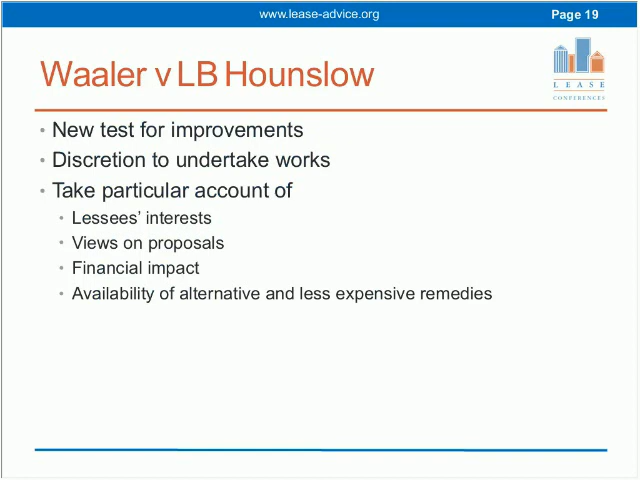 www.lease-advice.org
Page 19
Waaler v LB Hounslow
LEASE
CONFERENCES
• New test for improvements
• Discretion to undertake works
• Take particular account of
• Lessees' interests
• Views on proposals
• Financial impact
• Availability of alternative and less expensive remedies